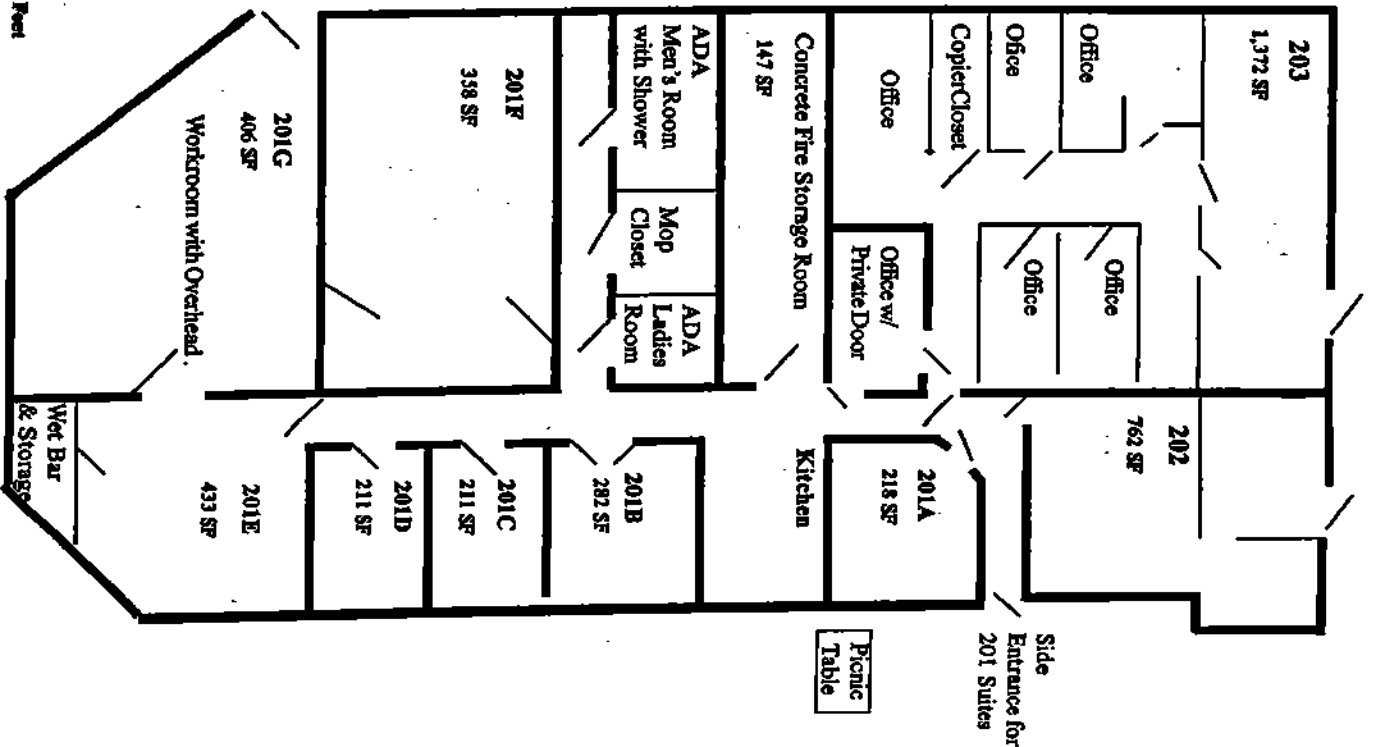 203
1,372 SF
202
762 SF
Office
Office
Ofice
Office
CopierCloset
Office
Office w/
PrivateDoor
201A
218 SF
Side
Entrance for
201 Suites
Picnic
Table
Concrete Fire Storage Room
147 SF
Kitchen
ADA
Men's Room
with Shower
Mop
Closet
ADA
Ladies
Room
201B
282 SF
201F
358 SF
201C
211 SF
201D
211 SF
201G
406 SF
Workroom with Overhead .
201E
433 SF
Wet Bar
& Storage
Feet